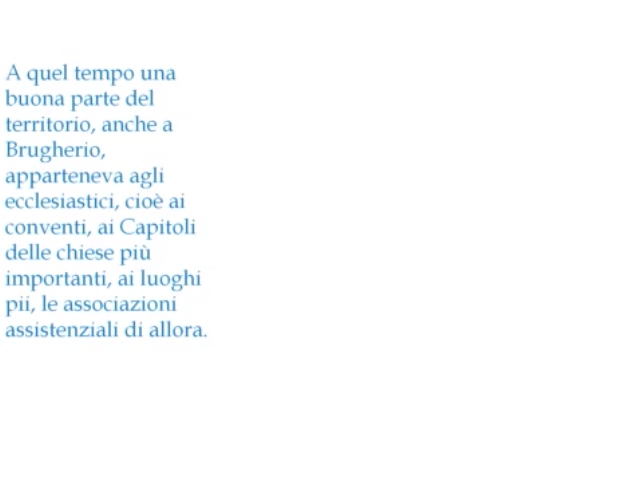 A quel tempo una
buona parte del
territorio, anche a
Brugherio,
apparteneva agli
ecclesiastici, cioè ai
conventi, ai Capitoli
delle chiese più
importanti, ai luoghi
pii, le associazioni
assistenziali di allora.